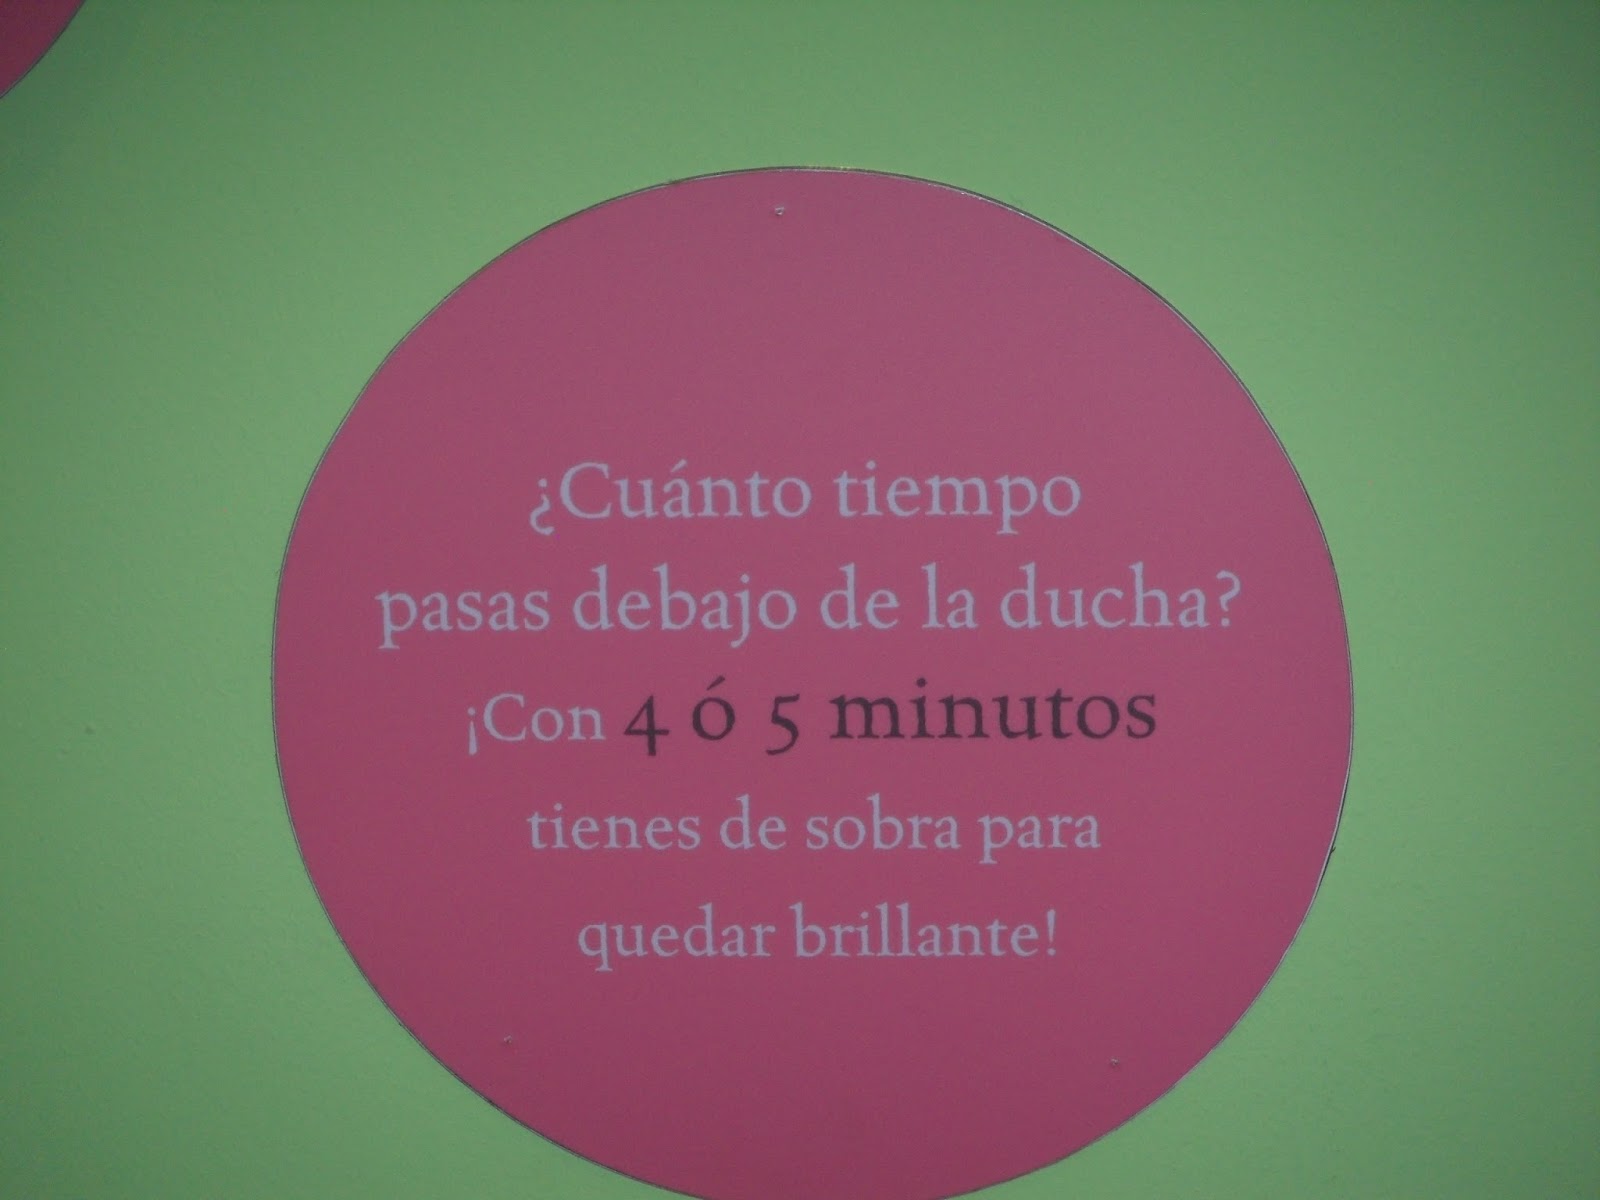 ¿Cuánto tiempo
pasas debajo de la ducha?
¡Con 4 ó 5 minutos
tienes de sobra para
quedar brillante!